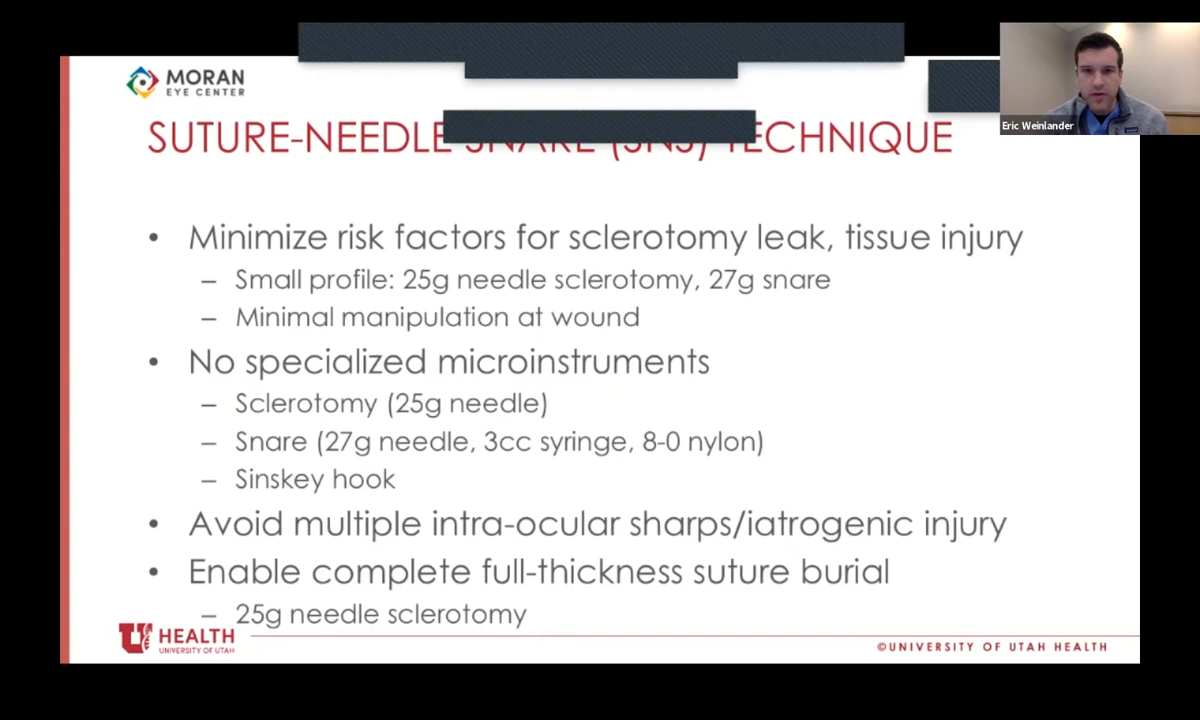 MORAN
EYE CENTER
Eric Weinlander
SUTURE-NEEDLE SNARE (SNS) TECHNIQUE
• Minimize risk factors for sclerotomy leak, tissue injury
– Small profile: 25g needle sclerotomy, 27g snare
– Minimal manipulation at wound
• No specialized microinstruments
– Sclerotomy (25g needle)
– Snare (27g needle, 3cc syringe, 8-0 nylon)
– Sinskey hook
• Avoid multiple intra-ocular sharps/iatrogenic injury
• Enable complete full-thickness suture burial
– 25g needle sclerotomy
U HEALTH
UNIVERSITY OF UTAH
©UNIVERSITY OF UTAH HEALTH